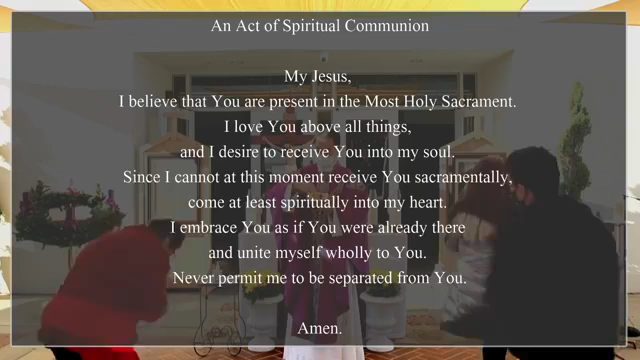 An Act of Spiritual Communion
My Jesus,
I believe that You are present in the Most Holy Sacrament.
I love You above all things,
and I desire to receive You into my soul.
Since I cannot at this moment receive You sacramentally,
come at least spiritually into my heart.
I embrace You as if You were already there
and unite myself wholly to You.
Never permit me to be separated from You.
Amen.